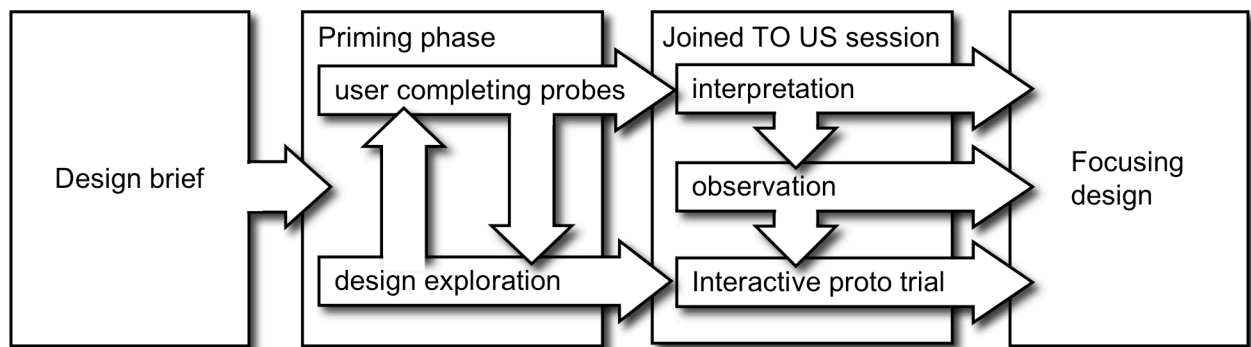 Design brief
Priming phase
user completing probes
design exploration
Joined TO US session
interpretation
observation
Interactive proto trial
Focusing
design